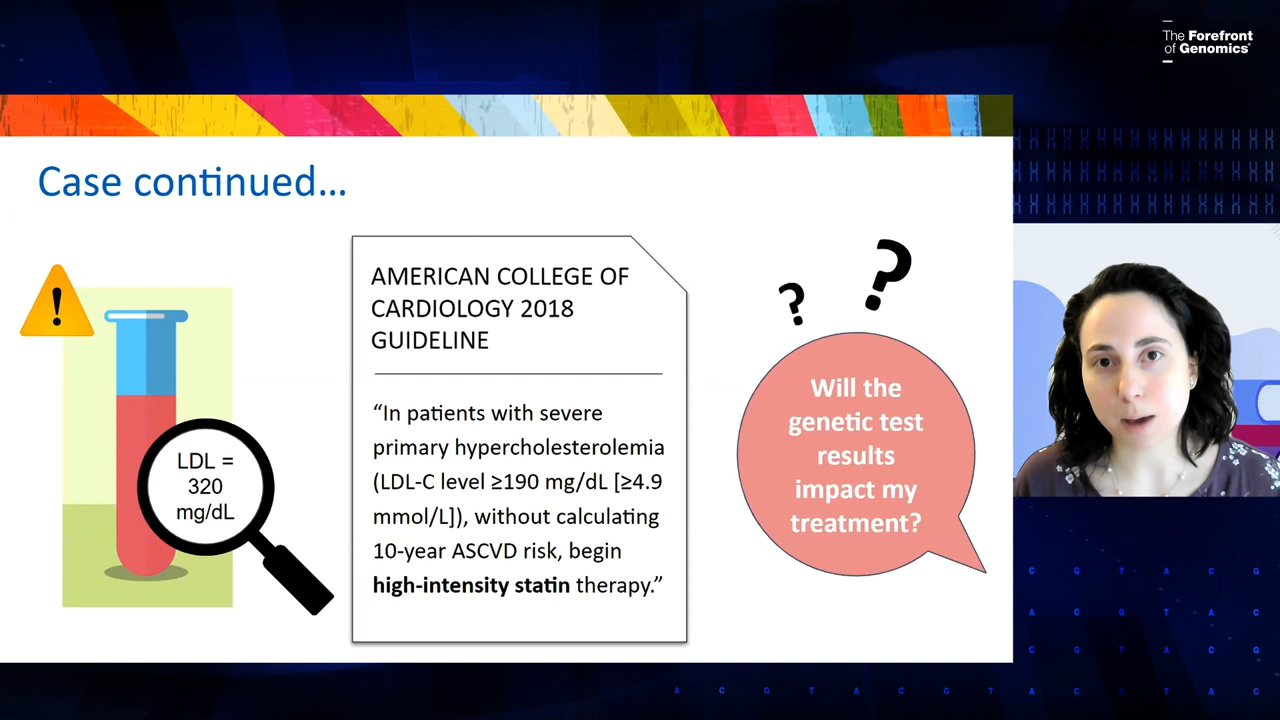 The Forefront
of Genomics®
Case continued...
!
LDL =
320
mg/dL
AMERICAN COLLEGE OF
CARDIOLOGY 2018
GUIDELINE
“In patients with severe
primary hypercholesterolemia
(LDL-C level ≥190 mg/dL [≥4.9
mmol/L]), without calculating
10-year ASCVD risk, begin
high-intensity statin therapy.”
? ?
Will the
genetic test
results
impact my
treatment?
C G T A C G
A C G T A C
C G T A C G
A C G T A C G T A C G T A C